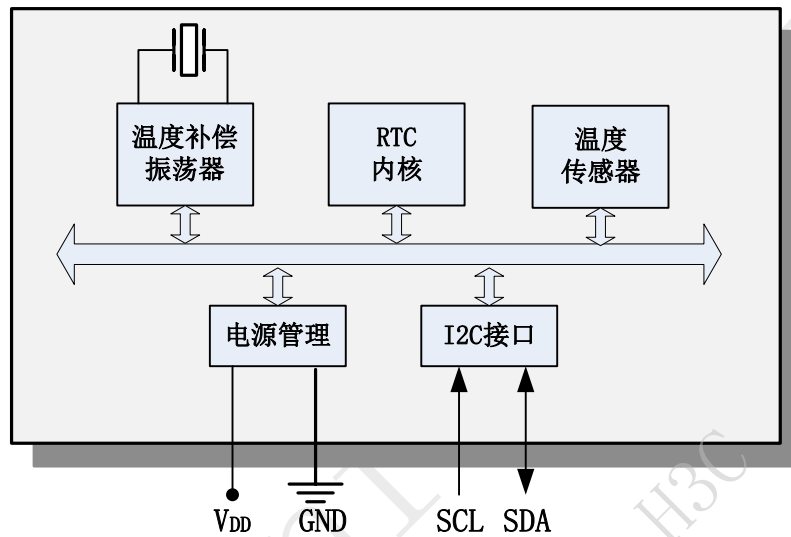 温度补偿
振荡器
RTC
内核
温度
传感器
电源管理
I2C接口
VDD
GND
SCL
SDA
H3C